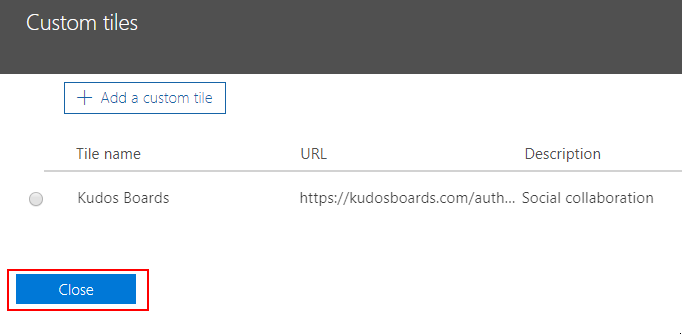 Custom tiles
+ Add a custom tile
Tile name URL Description
Kudos Boards https://kudosboards.com/auth... Social collaboration
Close